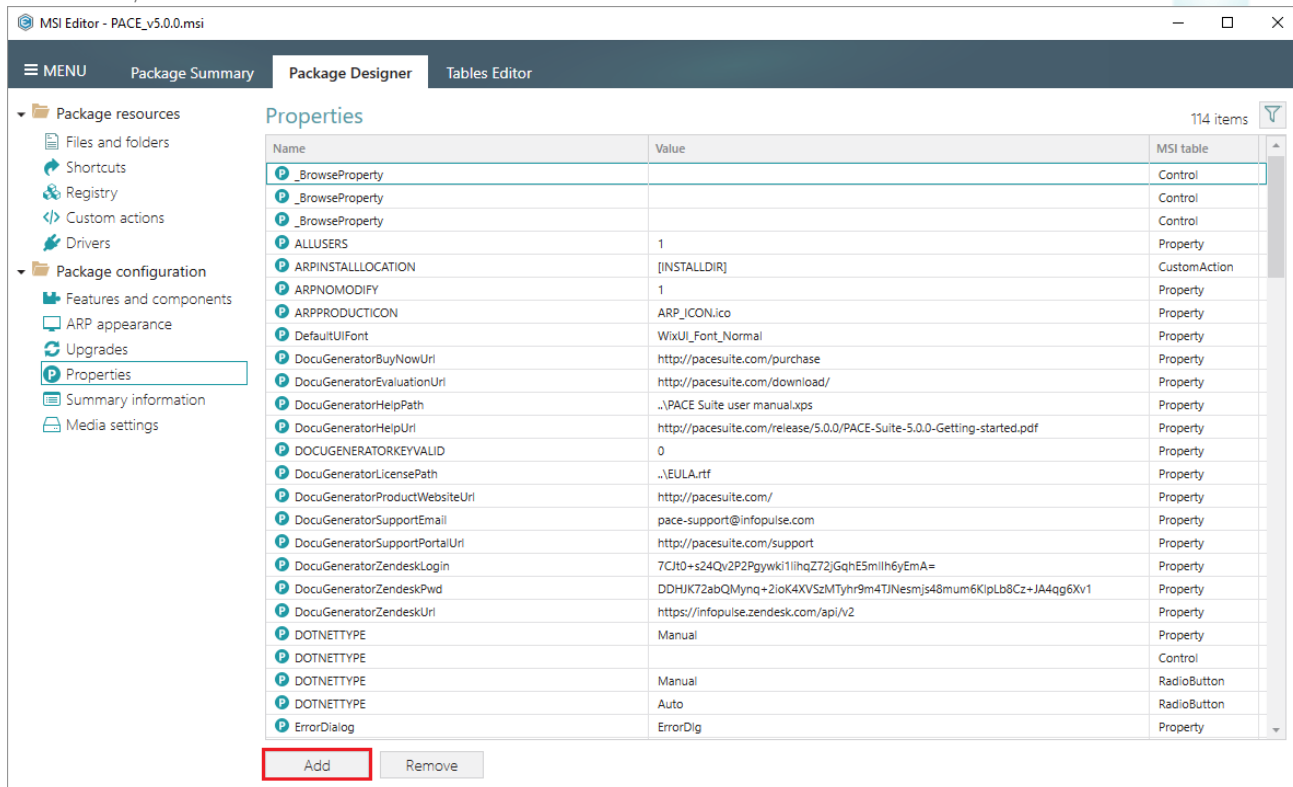 MSI Editor - PACE_v5.0.0.msi
MENU Package Summary Package Designer Tables Editor
Package resources
Files and folders
Shortcuts
Registry
Custom actions
Drivers
Package configuration
Features and components
ARP appearance
Upgrades
Properties
Summary information
Media settings
Properties 114 items
Name Value MSI table
_BrowseProperty Control
_BrowseProperty Control
_BrowseProperty Control
ALLUSERS 1 Property
ARPINSTALLLOCATION [INSTALLDIR] CustomAction
ARPNOMODIFY 1 Property
ARPPRODUCTICON ARP_ICON.ico Property
DefaultUIFont WixUI_Font_Normal Property
DocuGeneratorBuyNowUrl http://pacesuite.com/purchase Property
DocuGeneratorEvaluationUrl http://pacesuite.com/download/ Property
DocuGeneratorHelpPath ..\PACE Suite user manual.xps Property
DocuGeneratorHelpUrl http://pacesuite.com/release/5.0.0/PACE-Suite-5.0.0-Getting-started.pdf Property
DOCUGENERATORKEYVALID 0 Property
DocuGeneratorLicensePath ..\EULA.rtf Property
DocuGeneratorProductWebsiteUrl http://pacesuite.com/ Property
DocuGeneratorSupportEmail pace-support@infopulse.com Property
DocuGeneratorSupportPortalUrl http://pacesuite.com/support Property
DocuGeneratorZendeskLogin Property
DocuGeneratorZendeskPwd Property
DocuGeneratorZendeskUrl https://infopulse.zendesk.com/api/v2 Property
DOTNETTYPE Manual Property
DOTNETTYPE Control
DOTNETTYPE Manual RadioButton
DOTNETTYPE Auto RadioButton
ErrorDialog ErrorDlg Property
Add Remove